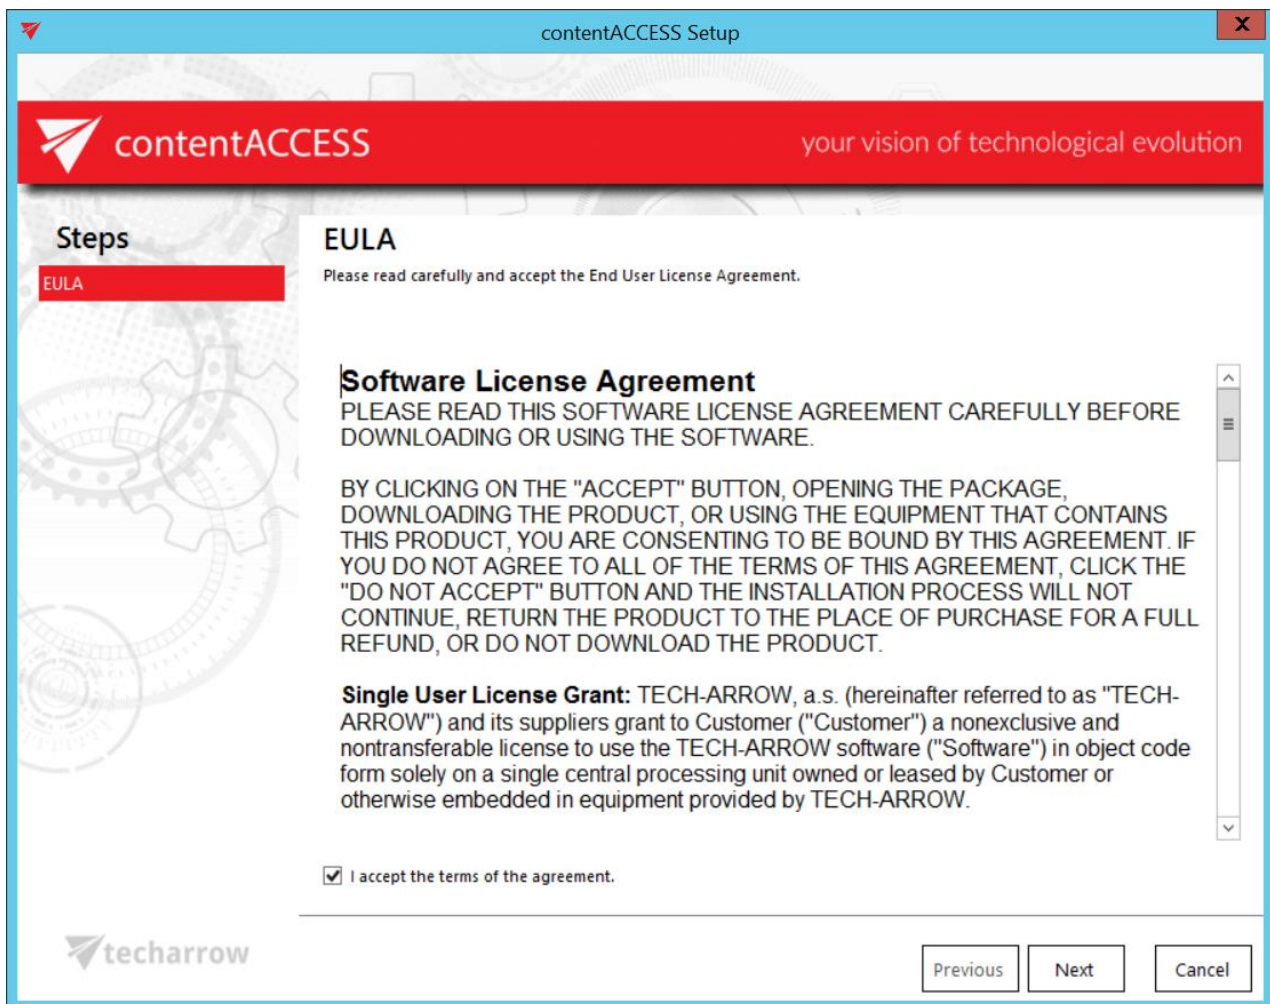 contentACCESS Setup
X
contentACCESS
your vision of technological evolution
Steps
EULA
EULA
Please read carefully and accept the End User License Agreement.
Software License Agreement
PLEASE READ THIS SOFTWARE LICENSE AGREEMENT CAREFULLY BEFORE
DOWNLOADING OR USING THE SOFTWARE.
BY CLICKING ON THE "ACCEPT" BUTTON, OPENING THE PACKAGE,
DOWNLOADING THE PRODUCT, OR USING THE EQUIPMENT THAT CONTAINS
THIS PRODUCT, YOU ARE CONSENTING TO BE BOUND BY THIS AGREEMENT. IF
YOU DO NOT AGREE TO ALL OF THE TERMS OF THIS AGREEMENT, CLICK THE
"DO NOT ACCEPT" BUTTON AND THE INSTALLATION PROCESS WILL NOT
CONTINUE, RETURN THE PRODUCT TO THE PLACE OF PURCHASE FOR A FULL
REFUND, OR DO NOT DOWNLOAD THE PRODUCT.
Single User License Grant: TECH-ARROW, a.s. (hereinafter referred to as "TECH-
ARROW") and its suppliers grant to Customer ("Customer") a nonexclusive and
nontransferable license to use the TECH-ARROW software ("Software") in object code
form solely on a single central processing unit owned or leased by Customer or
otherwise embedded in equipment provided by TECH-ARROW.
I accept the terms of the agreement.
techarrow
Previous
Next
Cancel